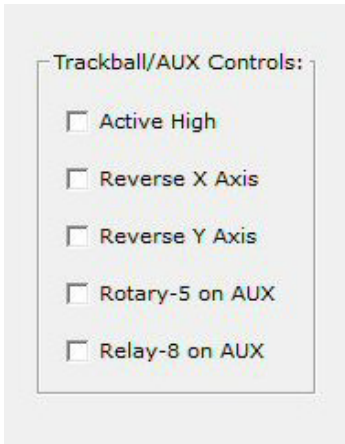 Trackball/AUX Controls:
Active High
Reverse X Axis
Reverse Y Axis
Rotary-5 on AUX
Relay-8 on AUX